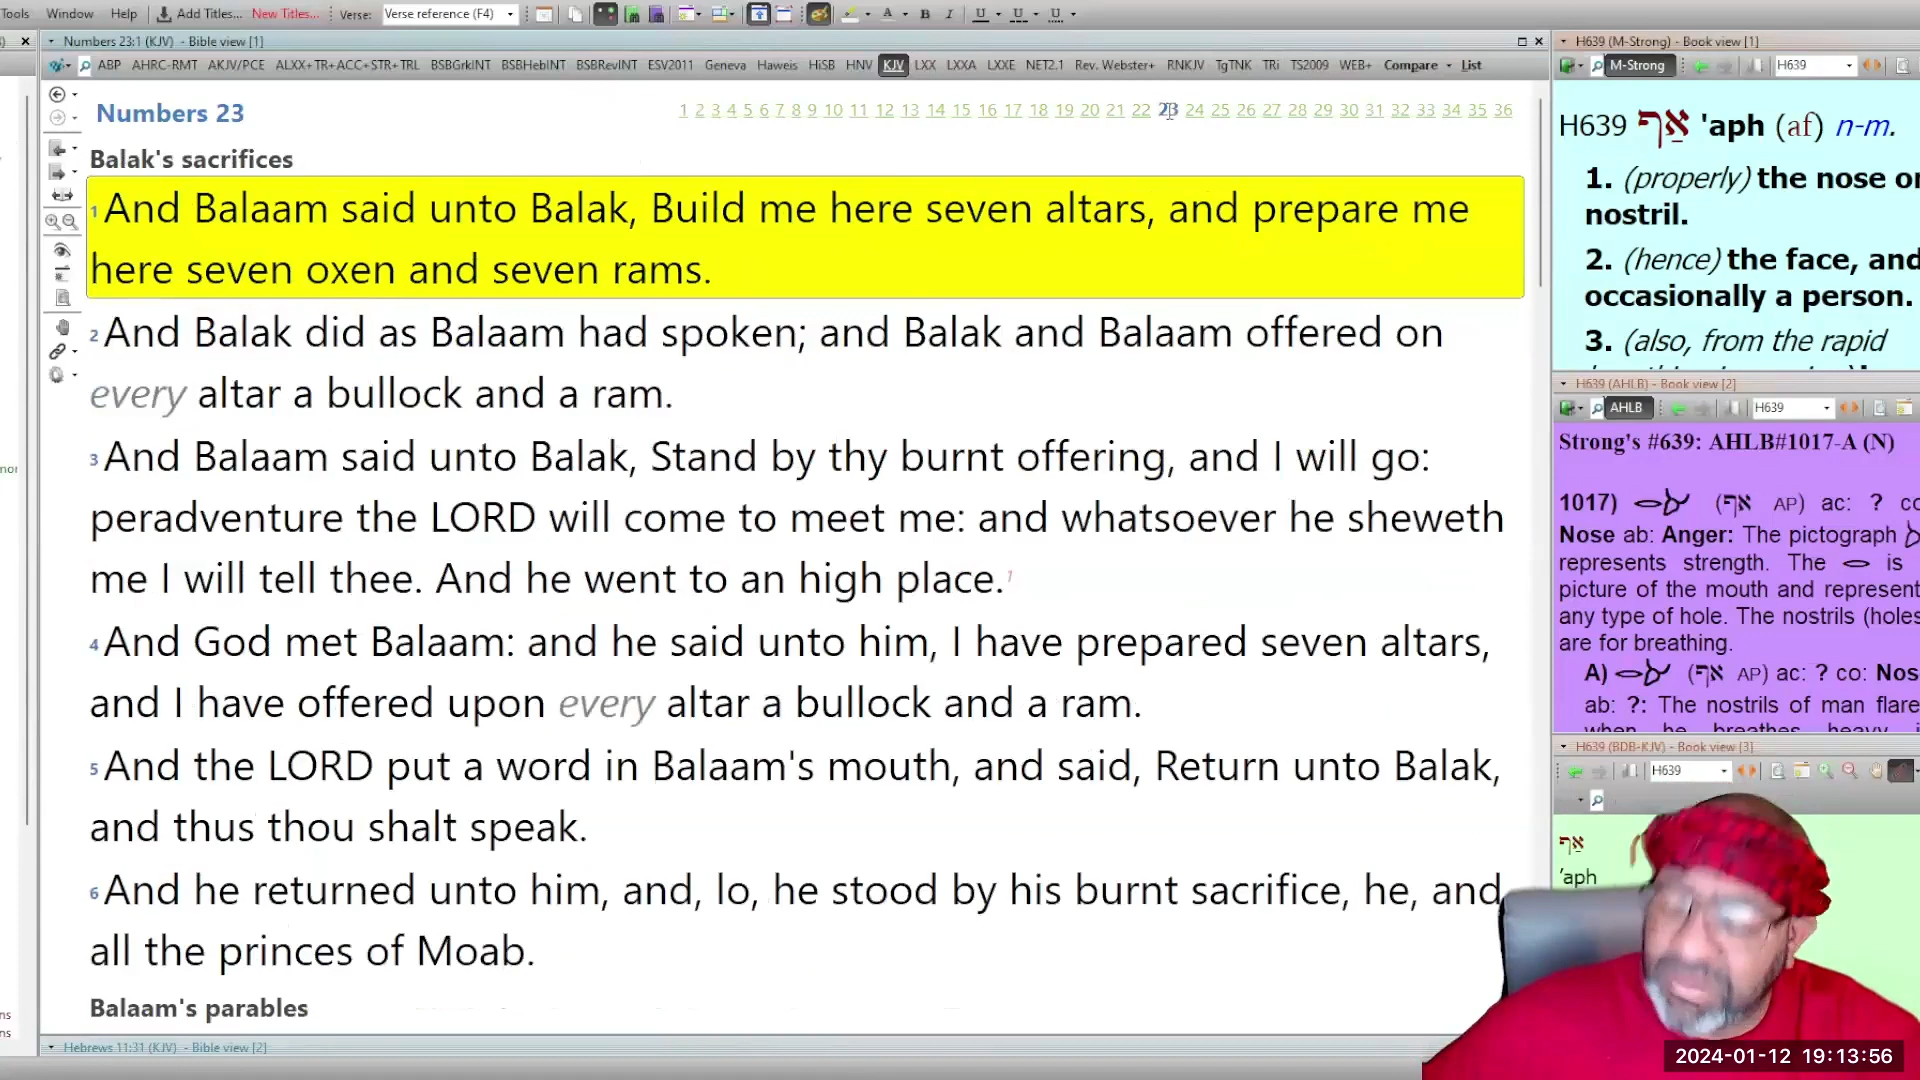 Tools Window Help Add Titles... New Titles... Verse: Verse reference (F4)
Numbers 23:1 (KJV) - Bible view [1]
ABP AHRC-RMT AKJV/PCE ALXX+TR+ACC+STR+TRL BSBGrkINT BSBHebINT BSBRevINT ESV2011 Geneva Haweis HiSB HNV KJV LXX LXXA LXXE NET2.1 Rev. Webster+ RNKJV TgTNK TRi TS2009 WEB+ Compare List
Numbers 23
1 2 3 4 5 6 7 8 9 10 11 12 13 14 15 16 17 18 19 20 21 22 23 24 25 26 27 28 29 30 31 32 33 34 35 36
Balak's sacrifices
1 And Balaam said unto Balak, Build me here seven altars, and prepare me
here seven oxen and seven rams.
2 And Balak did as Balaam had spoken; and Balak and Balaam offered on
every altar a bullock and a ram.
3 And Balaam said unto Balak, Stand by thy burnt offering, and I will go:
peradventure the LORD will come to meet me: and whatsoever he sheweth
me I will tell thee. And he went to an high place.1
4 And God met Balaam: and he said unto him, I have prepared seven altars,
and I have offered upon every altar a bullock and a ram.
5 And the LORD put a word in Balaam's mouth, and said, Return unto Balak,
and thus thou shalt speak.
6 And he returned unto him, and, lo, he stood by his burnt sacrifice, he, and
all the princes of Moab.
Balaam's parables
Hebrews 11:31 (KJV) - Bible view [2]
H639 (M-Strong) - Book view [1]
M-Strong H639
H639 אַף 'aph (af) n-m.
1. (properly) the nose or
nostril.
2. (hence) the face, and
occasionally a person.
3. (also, from the rapid
H639 (AHLB) - Book view [2]
AHLB H639
Strong's #639: AHLB#1017-A (N)
1017) (אף AP) ac: ? co
Nose ab: Anger: The pictograph
represents strength. The is
picture of the mouth and represent
any type of hole. The nostrils (holes
are for breathing.
A) (אף AP) ac: ? co: Nos
ab: ?: The nostrils of man flare
when he breathes heavy i
H639 (BDB-KJV) - Book view [3]
H639
אַף
'aph
2024-01-12 19:13:56